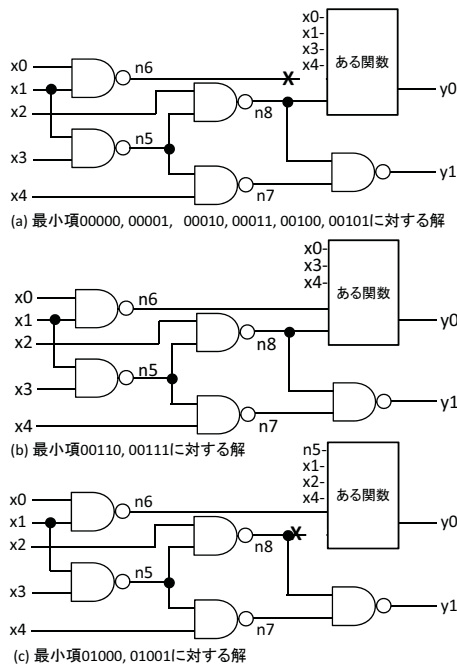 x0-
x1-
x3-
x4-
ある関数
x0
x1
x2
x3
x4
n6
n5
n8
n7
x
y0
y1
(a) 最小項00000, 00001, 00010, 00011, 00100, 00101に対する解
x0-
x3-
x4-
ある関数
x0
x1
x2
x3
x4
n6
n5
n8
n7
y0
y1
(b) 最小項00110, 00111に対する解
n5-
x1-
x2-
x4-
ある関数
x0
x1
x2
x3
x4
n6
n5
n8
n7
x
y0
y1
(c) 最小項01000, 01001に対する解